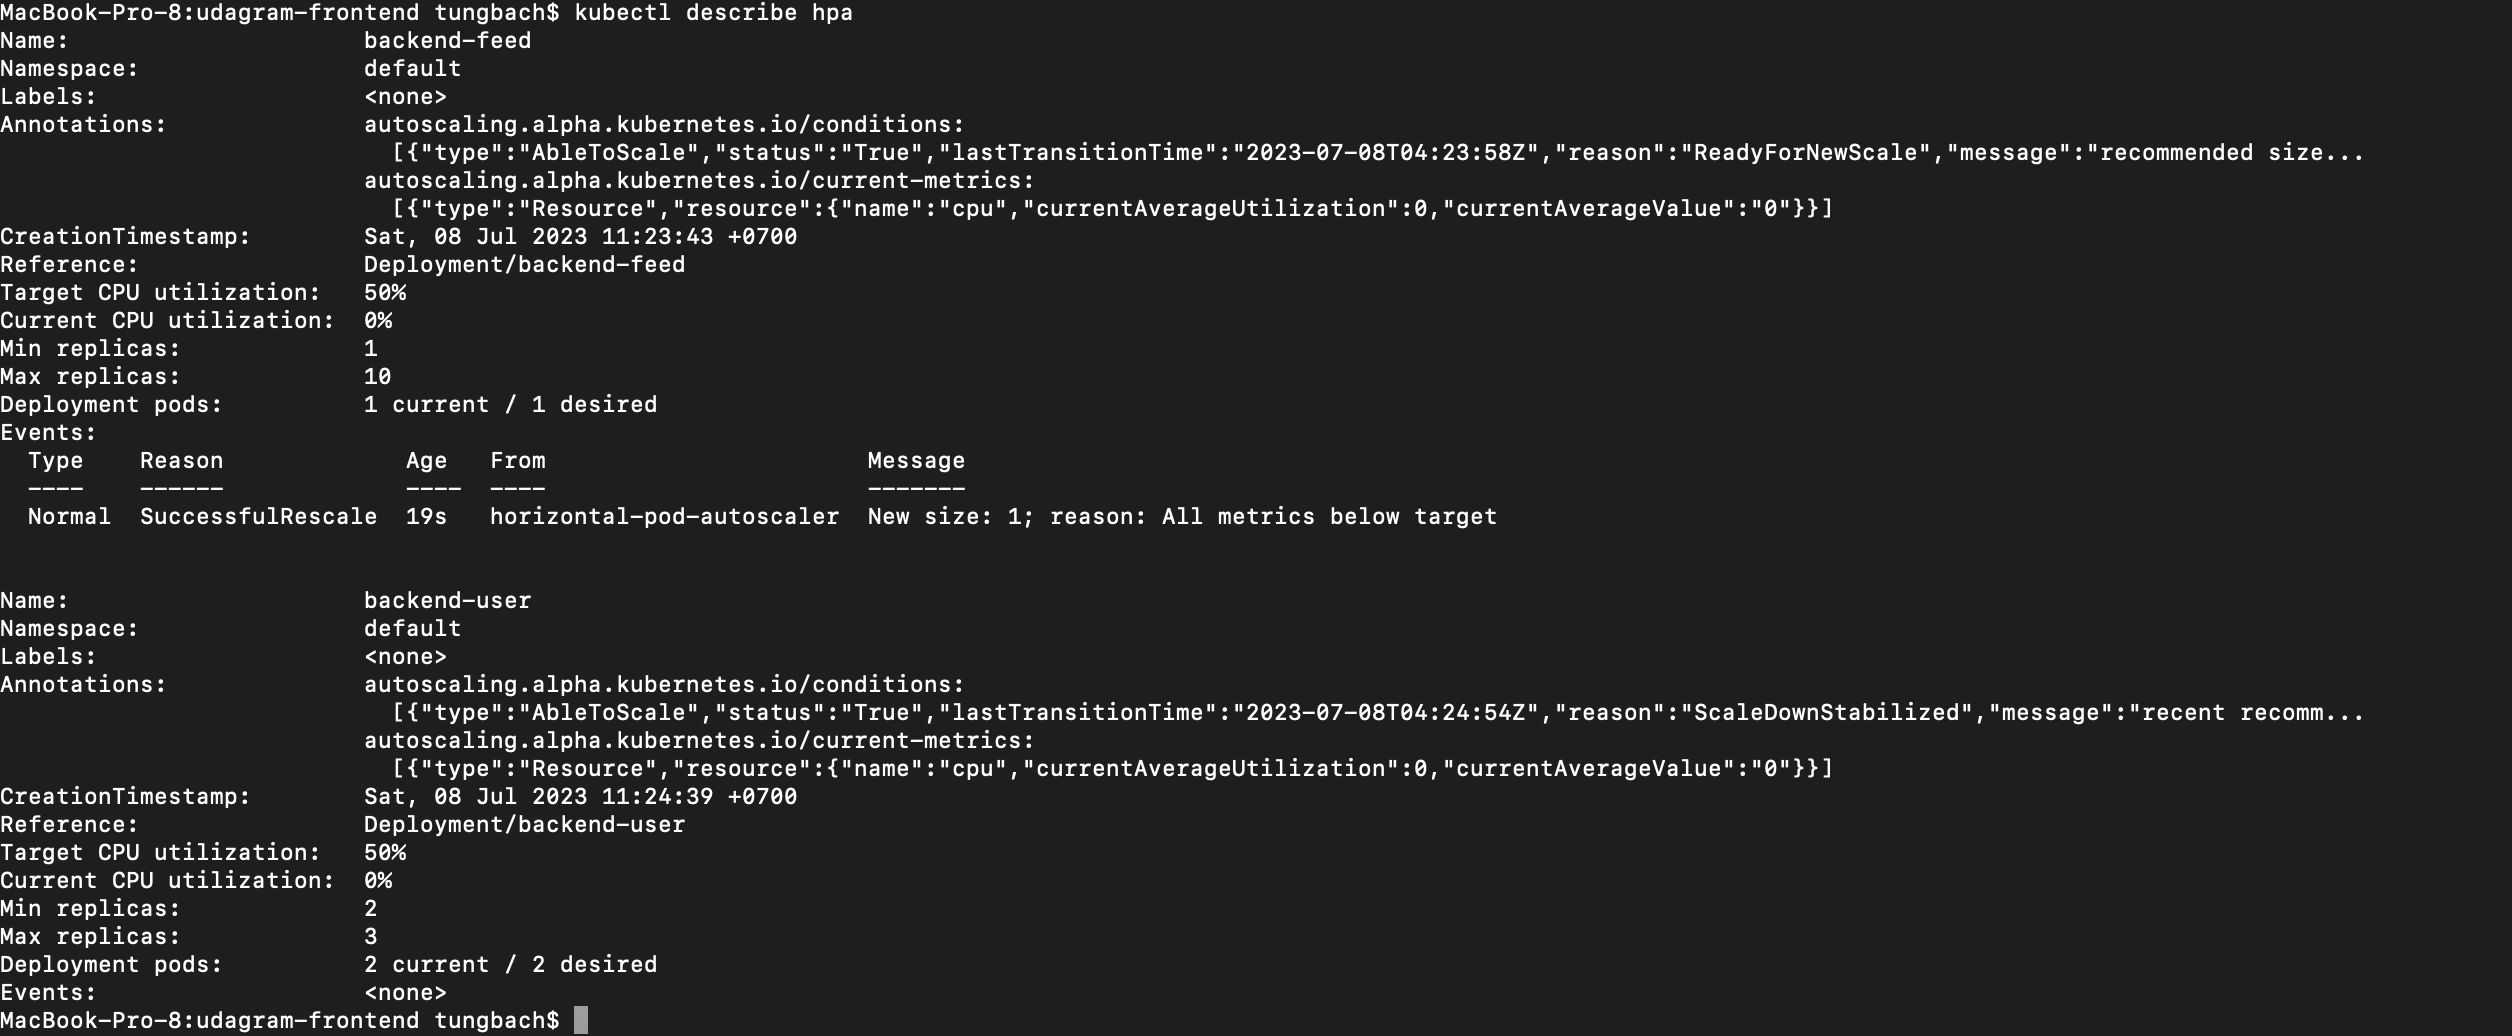 MacBook-Pro-8:udagram-frontend tungbach$ kubectl describe hpa
Name:                     backend-feed
Namespace:                default
Labels:                   <none>
Annotations:              autoscaling.alpha.kubernetes.io/conditions:
                            [{"type":"AbleToScale","status":"True","lastTransitionTime":"2023-07-08T04:23:58Z","reason":"ReadyForNewScale","message":"recommended size...
                          autoscaling.alpha.kubernetes.io/current-metrics:
                            [{"type":"Resource","resource":{"name":"cpu","currentAverageUtilization":0,"currentAverageValue":"0"}}]
CreationTimestamp:        Sat, 08 Jul 2023 11:23:43 +0700
Reference:                Deployment/backend-feed
Target CPU utilization:   50%
Current CPU utilization:  0%
Min replicas:             1
Max replicas:             10
Deployment pods:          1 current / 1 desired
Events:
  Type    Reason             Age   From                       Message
  ----    ------             ----  ----                       -------
  Normal  SuccessfulRescale  19s   horizontal-pod-autoscaler  New size: 1; reason: All metrics below target
Name:                     backend-user
Namespace:                default
Labels:                   <none>
Annotations:              autoscaling.alpha.kubernetes.io/conditions:
                            [{"type":"AbleToScale","status":"True","lastTransitionTime":"2023-07-08T04:24:54Z","reason":"ScaleDownStabilized","message":"recent recomm...
                          autoscaling.alpha.kubernetes.io/current-metrics:
                            [{"type":"Resource","resource":{"name":"cpu","currentAverageUtilization":0,"currentAverageValue":"0"}}]
CreationTimestamp:        Sat, 08 Jul 2023 11:24:39 +0700
Reference:                Deployment/backend-user
Target CPU utilization:   50%
Current CPU utilization:  0%
Min replicas:             2
Max replicas:             3
Deployment pods:          2 current / 2 desired
Events:                   <none>
MacBook-Pro-8:udagram-frontend tungbach$